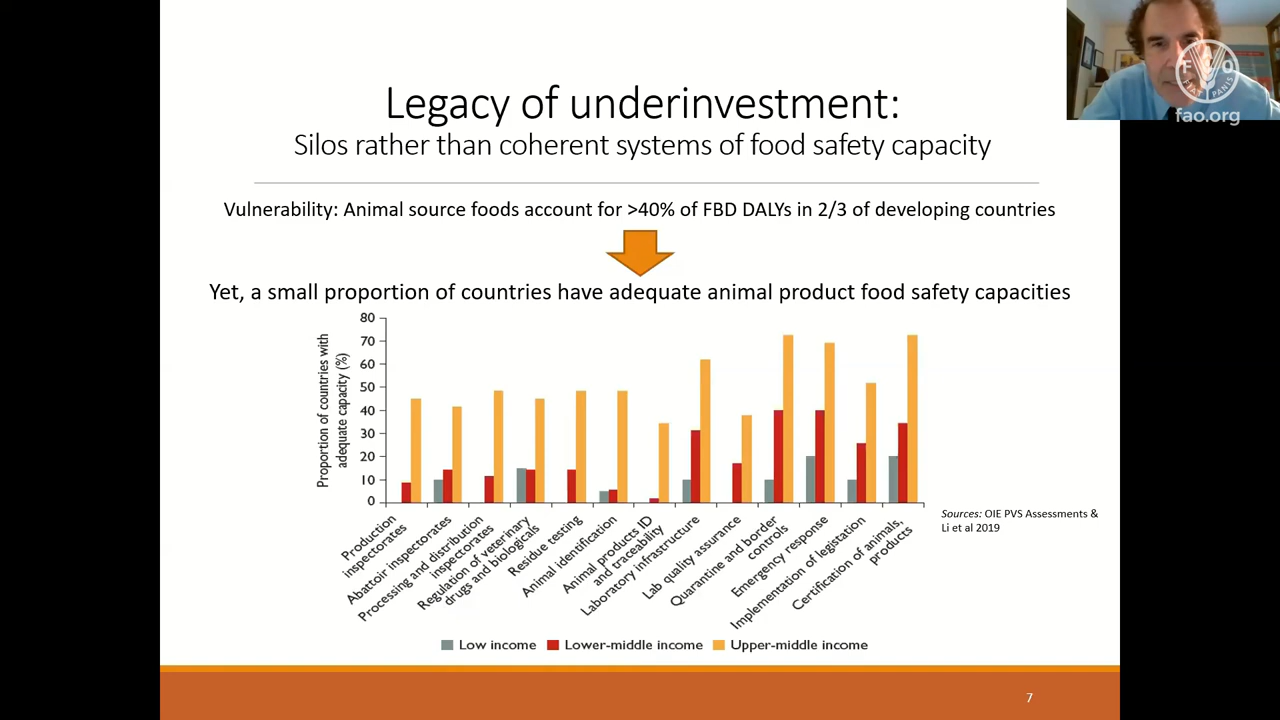 Legacy of underinvestment:
Silos rather than coherent systems of food safety capacity
Vulnerability: Animal source foods account for >40% of FBD DALYs in 2/3 of developing countries
Yet, a small proportion of countries have adequate animal product food safety capacities
Proportion of countries with
adequate capacity (%)
80
70
60
50
40
30
20
10
0
Production
inspectorates
Abattoir inspectorates
Processing and distribution
inspectorates
Regulation of veterinary
drugs and biologicals
Residue testing
Animal identification
Animal products ID
and traceability
Laboratory infrastructure
Lab quality assurance
Quarantine and border
controls
Emergency response
Implementation of legislation
Certification of animals,
products
Low income
Lower-middle income
Upper-middle income
Sources: OIE PVS Assessments &
Li et al 2019
7
F A O
FIAT PANIS
fao.org